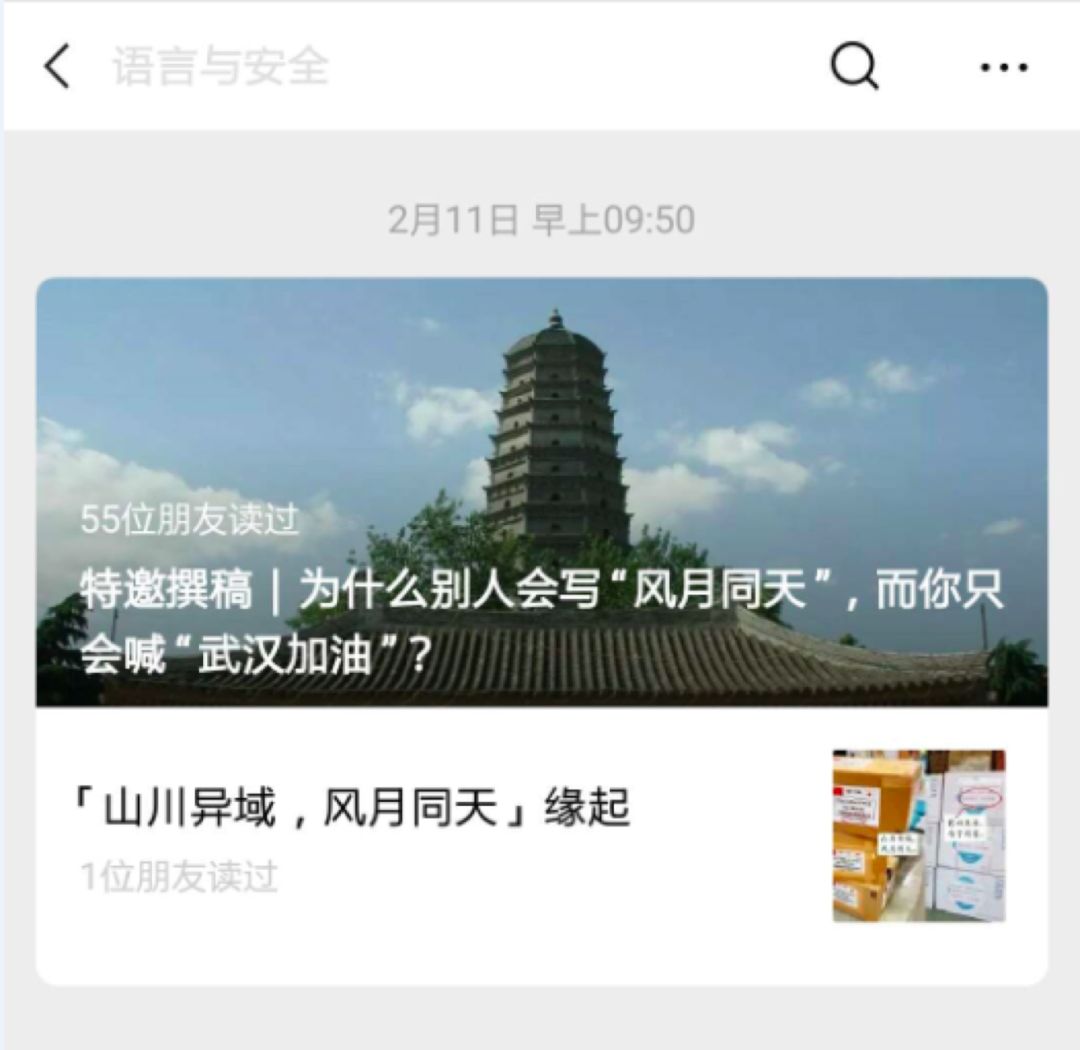 语言与安全
2月11日 早上09:50
55位朋友读过
特邀撰稿｜为什么别人会写“风月同天”，而你只
会喊“武汉加油”？
「山川异域，风月同天」缘起
1位朋友读过